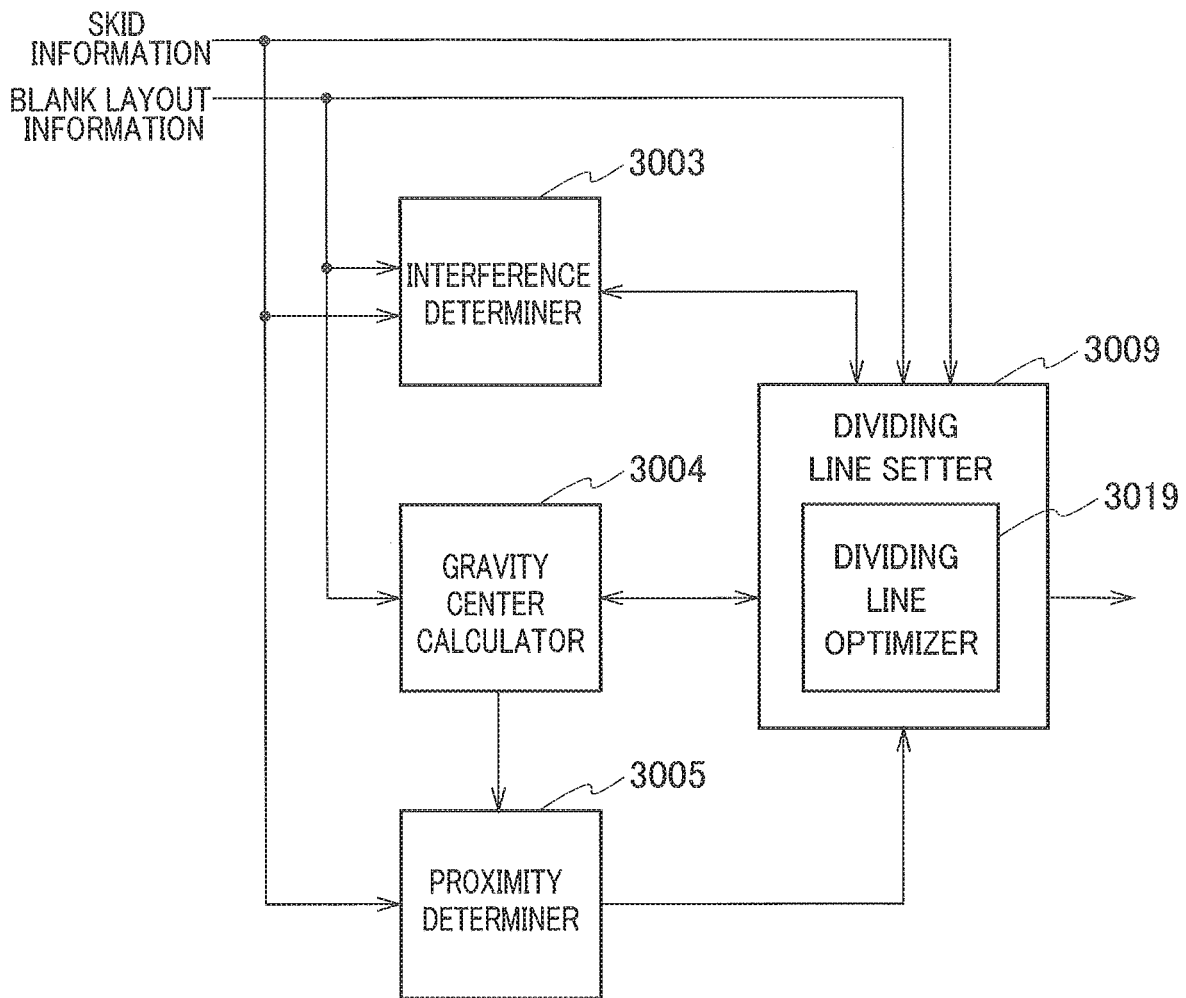 SKID
INFORMATION
BLANK LAYOUT
INFORMATION
3003
INTERFERENCE
DETERMINER
3009
DIVIDING
LINE SETTER
3004
GRAVITY
CENTER
CALCULATOR
3019
DIVIDING
LINE
OPTIMIZER
3005
PROXIMITY
DETERMINER